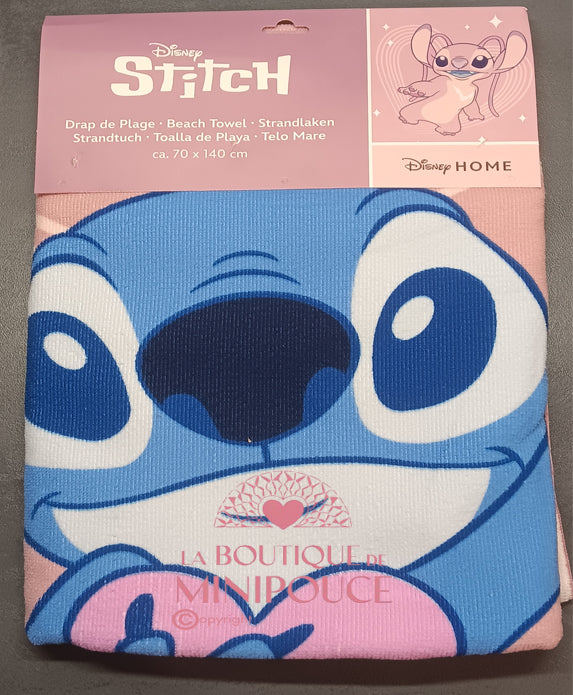 Disney
STITCH
Drap de Plage · Beach Towel · Strandlaken
Strandtuch · Toalla de Playa · Telo Mare
ca. 70 x 140 cm
Disney HOME
LA BOUTIQUE DE
MINIPOUCE
©copyright